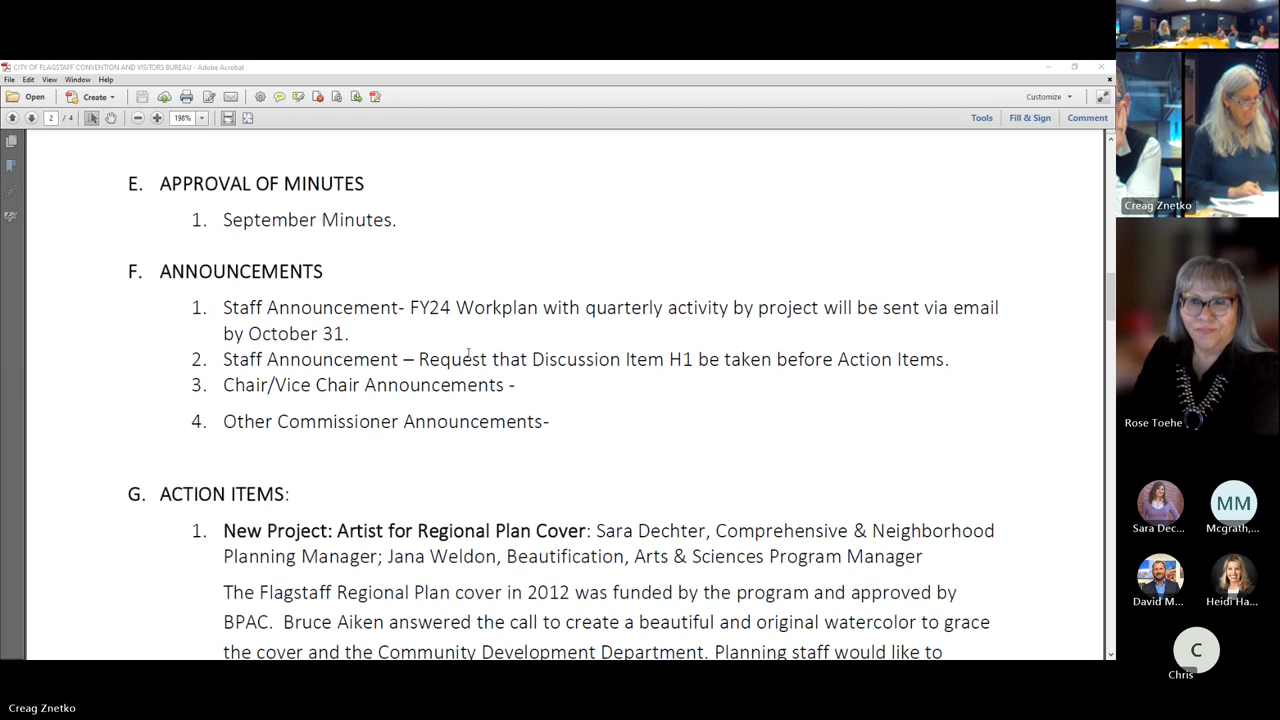 CITY OF FLAGSTAFF CONVENTION AND VISITORS BUREAU - Adobe Acrobat
File Edit View Window Help
Open Create Customize
2 / 4 198% Tools Fill & Sign Comment
E. APPROVAL OF MINUTES
1. September Minutes.
F. ANNOUNCEMENTS
1. Staff Announcement- FY24 Workplan with quarterly activity by project will be sent via email
by October 31.
2. Staff Announcement – Request that Discussion Item H1 be taken before Action Items.
3. Chair/Vice Chair Announcements -
4. Other Commissioner Announcements-
G. ACTION ITEMS:
1. New Project: Artist for Regional Plan Cover: Sara Dechter, Comprehensive & Neighborhood
Planning Manager; Jana Weldon, Beautification, Arts & Sciences Program Manager
The Flagstaff Regional Plan cover in 2012 was funded by the program and approved by
BPAC. Bruce Aiken answered the call to create a beautiful and original watercolor to grace
the cover and the Community Development Department. Planning staff would like to
Creag Znetko
Rose Toehe
MM
Sara Dec... Mcgrath,...
David M... Heidi Ha...
C
Chris
Creag Znetko